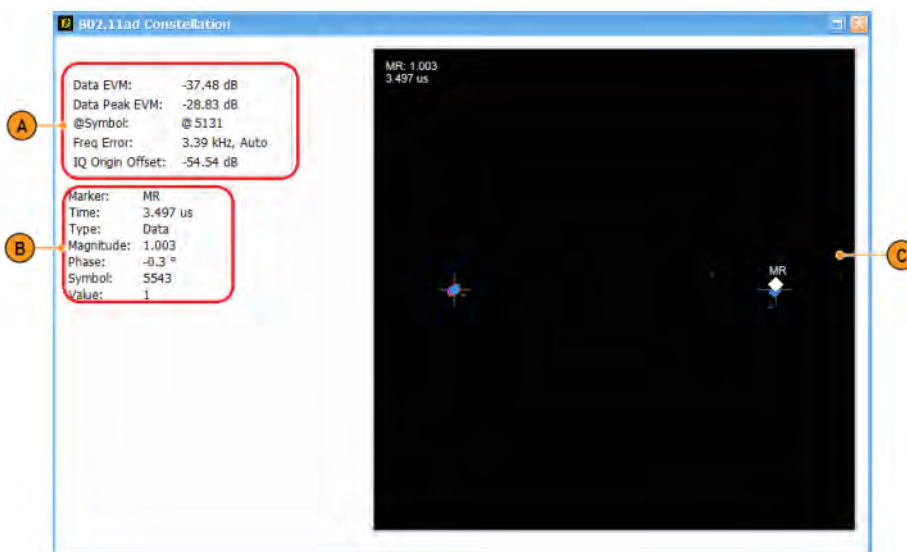 802.11ad Constellation
A
Data EVM: -37.48 dB
Data Peak EVM: -28.83 dB
@Symbol: @ 5131
Freq Error: 3.39 kHz, Auto
IQ Origin Offset: -54.54 dB
B
Marker: MR
Time: 3.497 us
Type: Data
Magnitude: 1.003
Phase: -0.3 °
Symbol: 5543
Value: 1
MR: 1.003
3.497 us
C
MR